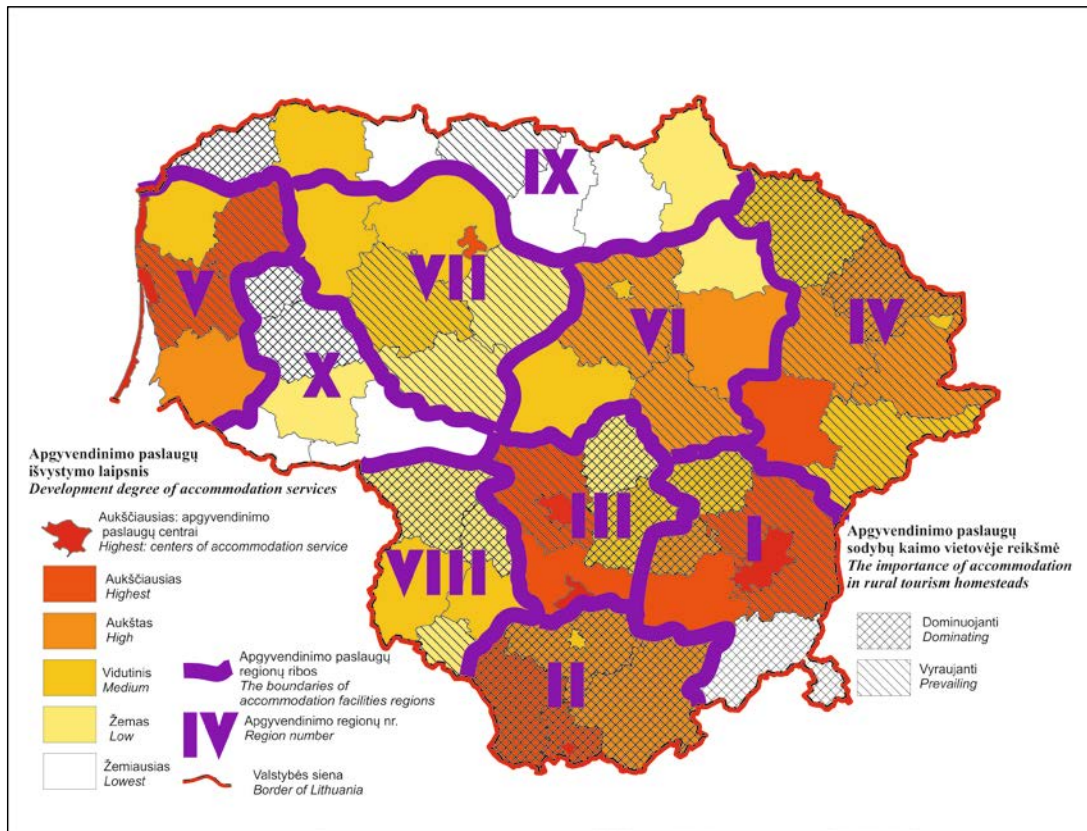 IX
V
VII
VI
IV
X
III
I
VIII
II
Apgyvendinimo paslaugų
išvystymo laipsnis
Development degree of accommodation services
Aukščiausias: apgyvendinimo
paslaugų centrai
Highest: centers of accommodation service
Aukščiausias
Highest
Aukštas
High
Vidutinis
Medium
Žemas
Low
Žemiausias
Lowest
Apgyvendinimo paslaugų
regionų ribos
The boundaries of
accommodation facilities regions
IV
Apgyvendinimo regionų nr.
Region number
Valstybės siena
Border of Lithuania
Apgyvendinimo paslaugų
sodybų kaimo vietovėje reikšmė
The importance of accommodation
in rural tourism homesteads
Dominuojanti
Dominating
Vyraujanti
Prevailing